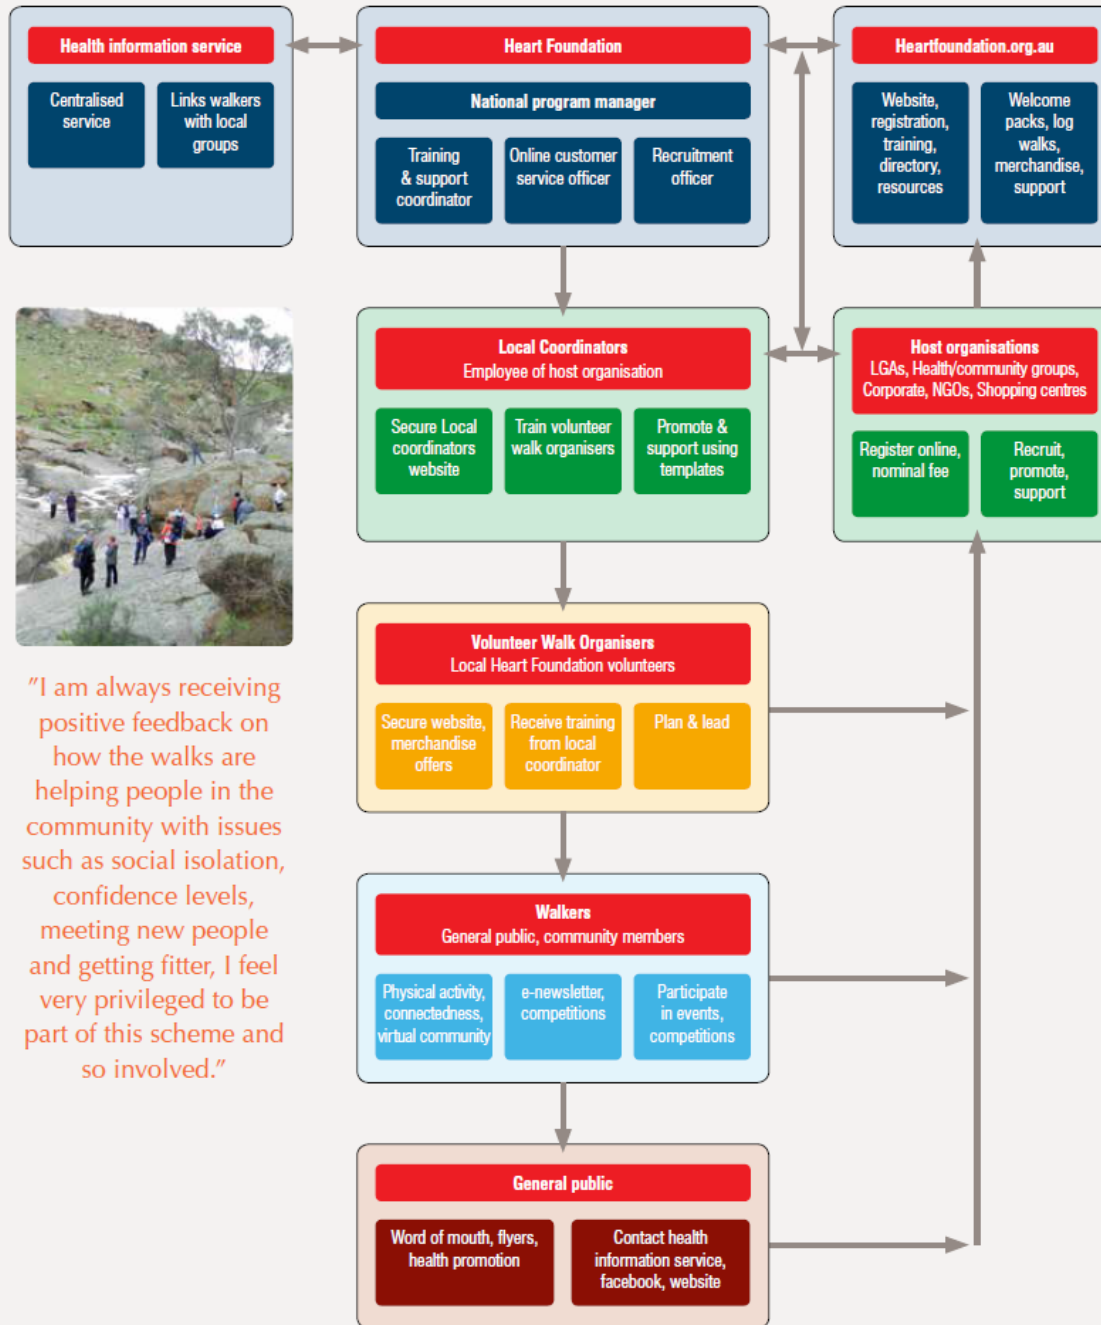 Health information service
Centralised
service
Links walkers
with local
groups
Heart Foundation
National program manager
Training
& support
coordinator
Online customer
service officer
Recruitment
officer
Heartfoundation.org.au
Website,
registration,
training,
directory,
resources
Welcome
packs, log
walks,
merchandise,
support
Local Coordinators
Employee of host organisation
Secure Local
coordinators
website
Train volunteer
walk organisers
Promote &
support using
templates
Host organisations
LGAs, Health/community groups,
Corporate, NGOs, Shopping centres
Register online,
nominal fee
Recruit,
promote,
support
Volunteer Walk Organisers
Local Heart Foundation volunteers
Secure website,
merchandise
offers
Receive training
from local
coordinator
Plan & lead
"I am always receiving
positive feedback on
how the walks are
helping people in the
community with issues
such as social isolation,
confidence levels,
meeting new people
and getting fitter, I feel
very privileged to be
part of this scheme and
so involved."
Walkers
General public, community members
Physical activity,
connectedness,
virtual community
e-newsletter,
competitions
Participate
in events,
competitions
General public
Word of mouth, flyers,
health promotion
Contact health
information service,
facebook, website